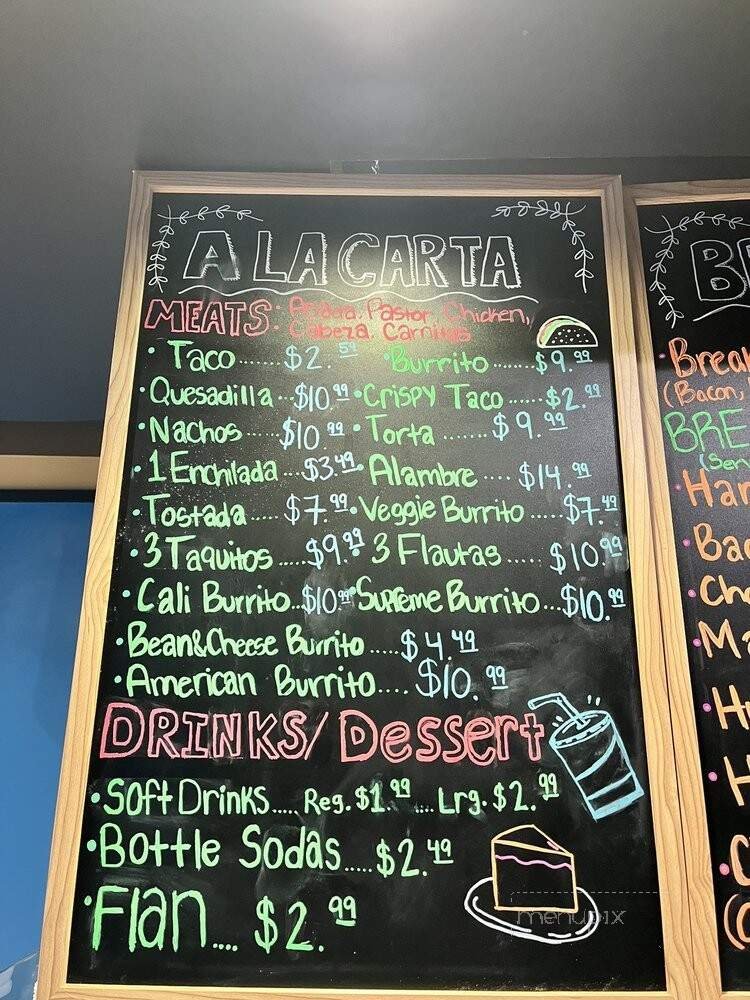 A LA CARTA
MEATS: Asada, Pastor, Chicken,
Cabeza, Carnitas
• Taco ...... $2.59 • Burrito ....... $9.99
• Quesadilla ... $10.99 • Crispy Taco ...... $2.99
• Nachos ..... $10.99 • Torta ....... $9.99
• 1 Enchilada .... $3.49 • Alambre .... $14.99
• Tostada ..... $7.99 • Veggie Burrito ..... $7.49
• 3 Taquitos ..... $9.99 • 3 Flautas ..... $10.99
• Cali Burrito... $10.99 • Supreme Burrito... $10.99
• Bean&Cheese Burrito ..... $4.49
• American Burrito.... $10.99
DRINKS/Dessert
• Soft Drinks..... Reg. $1.99 .... Lrg. $2.99
• Bottle Sodas..... $2.49
• Flan.... $2.99
menupix
(Bacon,